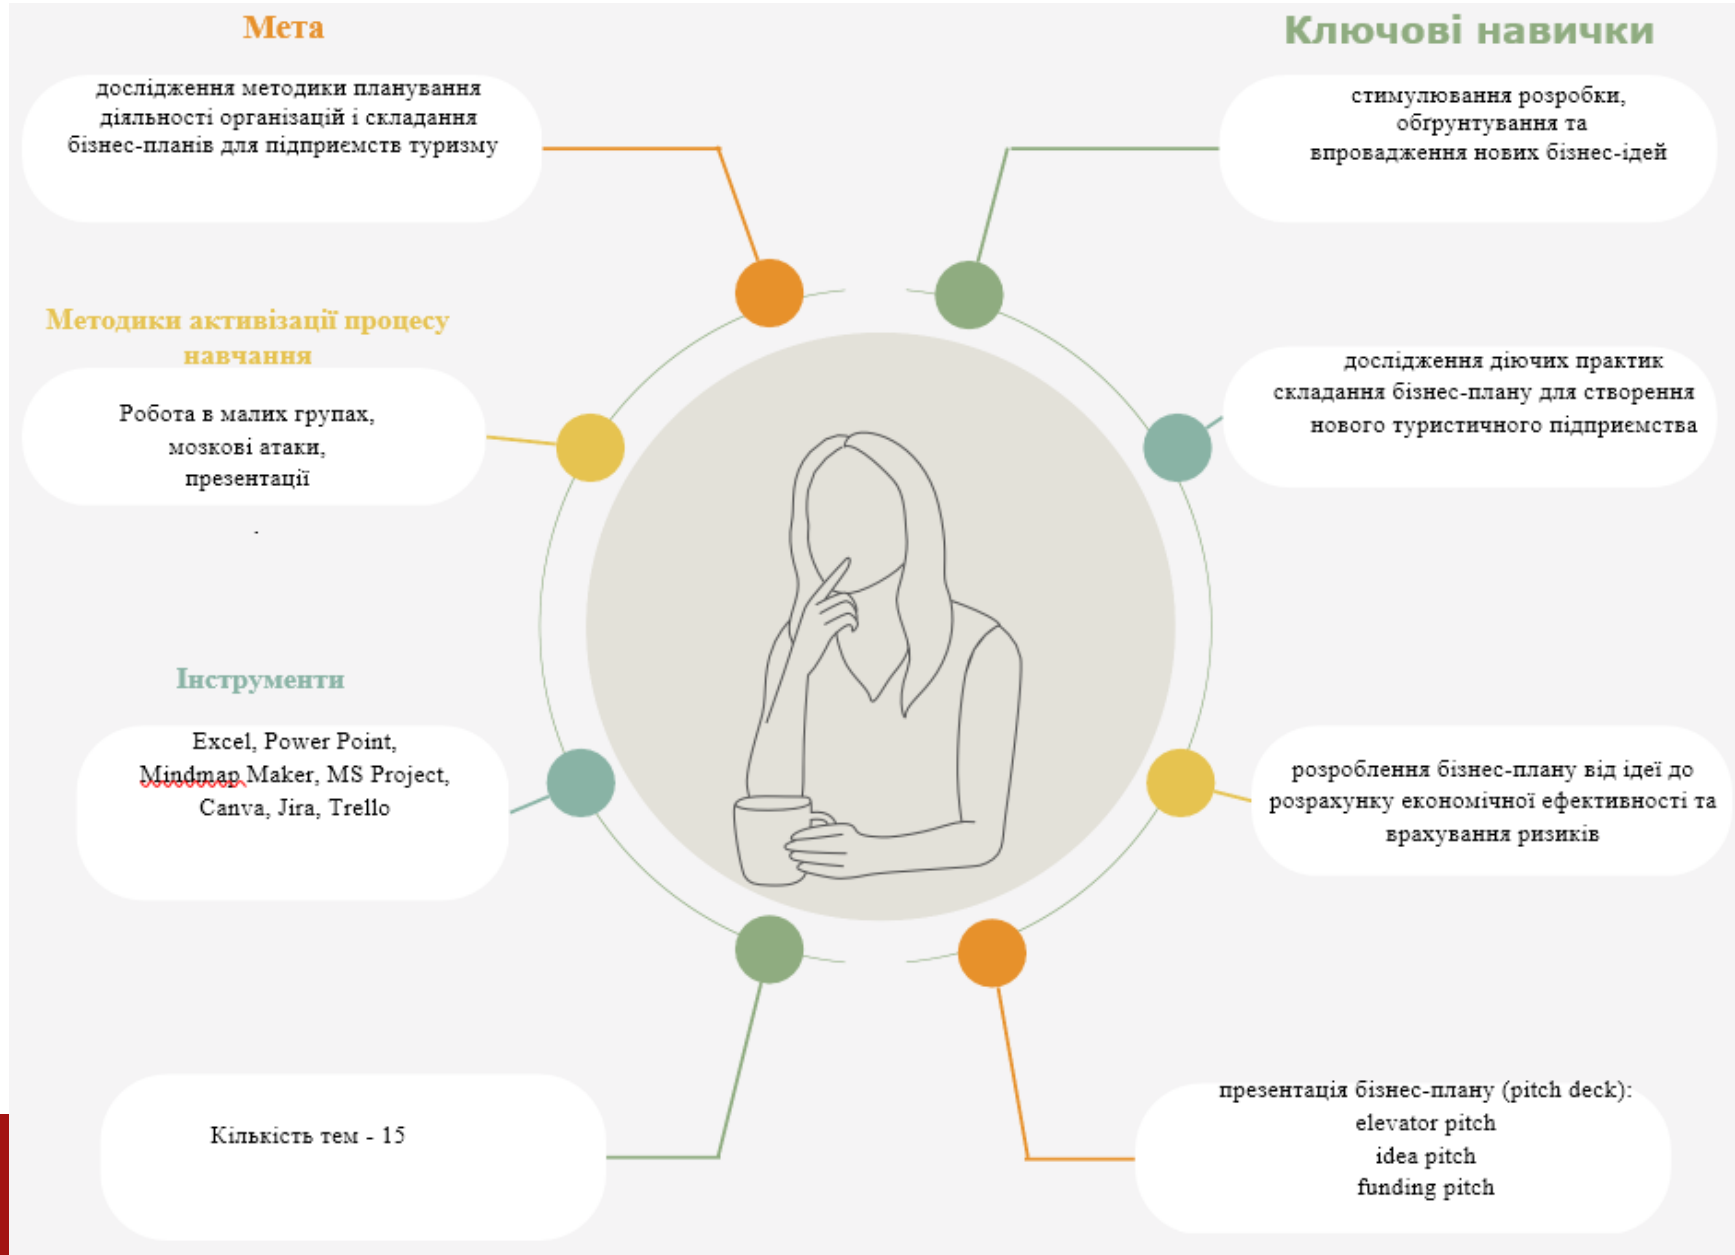 Мета
дослідження методики планування
діяльності організацій і складання
бізнес-планів для підприємств туризму
Методики активізації процесу
навчання
Робота в малих групах,
мозкові атаки,
презентації
.
Інструменти
Excel, Power Point,
Mindmap Maker, MS Project,
Canva, Jira, Trello
Кількість тем - 15
Ключові навички
стимулювання розробки,
обґрунтування та
впровадження нових бізнес-ідей
дослідження діючих практик
складання бізнес-плану для створення
нового туристичного підприємства
розроблення бізнес-плану від ідеї до
розрахунку економічної ефективності та
врахування ризиків
презентація бізнес-плану (pitch deck):
elevator pitch
idea pitch
funding pitch